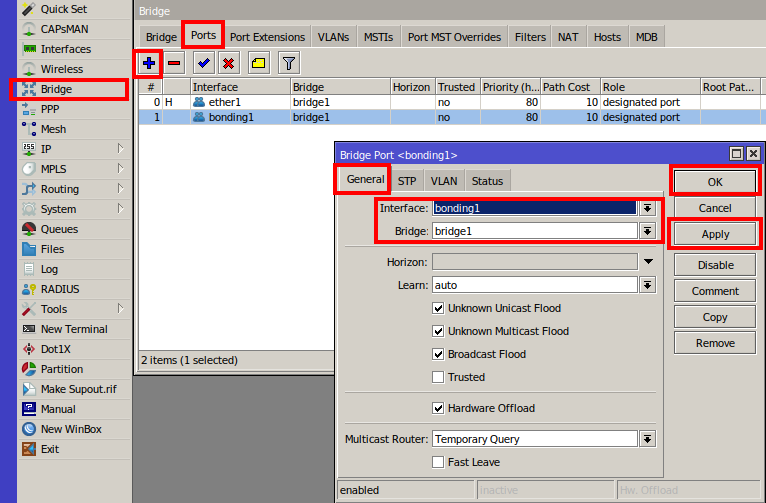 Quick Set
CAPsMAN
Interfaces
Wireless
Bridge
PPP
Mesh
IP
MPLS
Routing
System
Queues
Files
Log
RADIUS
Tools
New Terminal
Dot1X
Partition
Make Supout.rif
Manual
New WinBox
Exit
Bridge
Bridge Ports Port Extensions VLANs MSTIs Port MST Overrides Filters NAT Hosts MDB
# Interface Bridge Horizon Trusted Priority (h... Path Cost Role Root Pat...
0 H ether1 bridge1 no 80 10 designated port
1 bonding1 bridge1 no 80 10 designated port
2 items (1 selected)
Bridge Port <bonding1>
General STP VLAN Status
Interface: bonding1
Bridge: bridge1
Horizon:
Learn: auto
Unknown Unicast Flood
Unknown Multicast Flood
Broadcast Flood
Trusted
Hardware Offload
Multicast Router: Temporary Query
Fast Leave
OK
Cancel
Apply
Disable
Comment
Copy
Remove
enabled inactive Hw. Offload